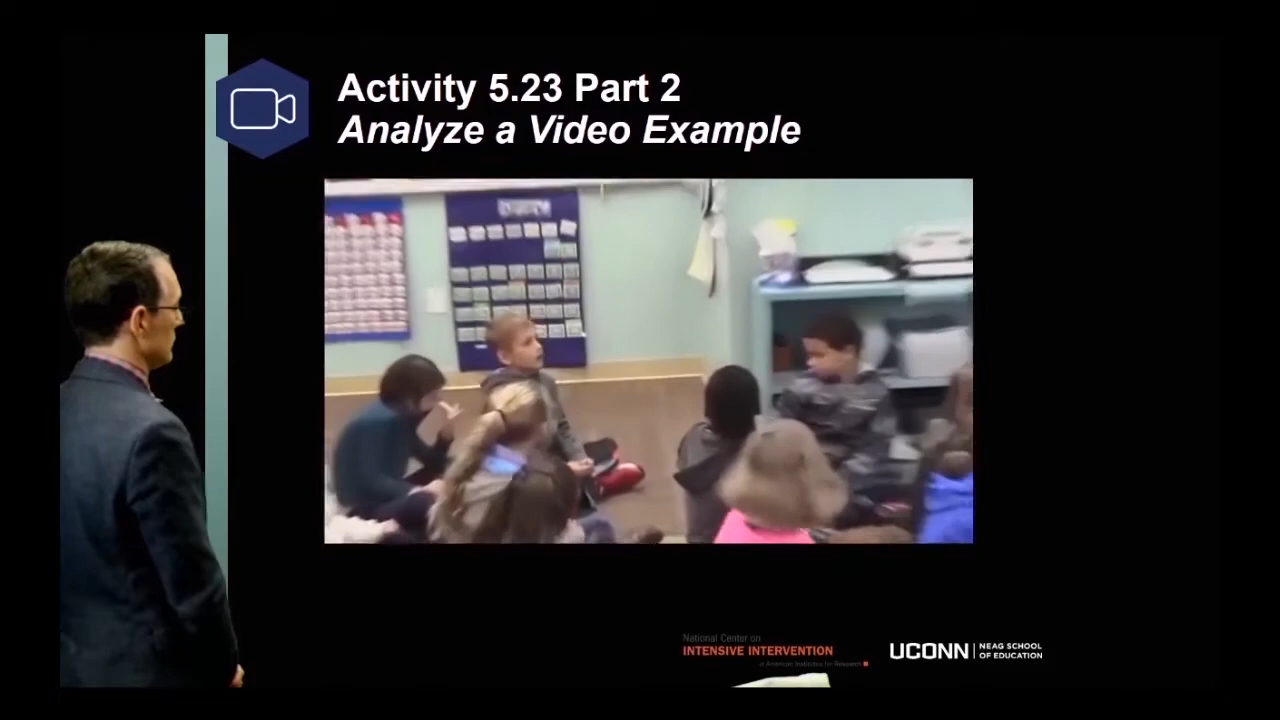 Activity 5.23 Part 2
Analyze a Video Example
National Center on
INTENSIVE INTERVENTION
at American Institutes for Research
UCONN
NEAG SCHOOL
OF EDUCATION